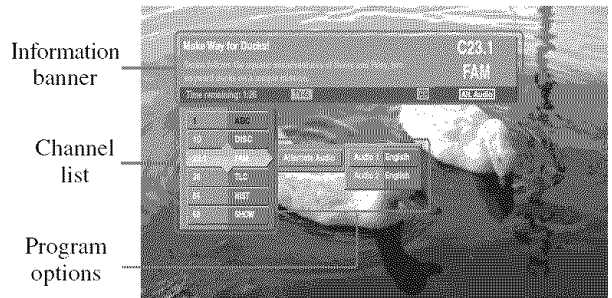 Information
banner
Channel
list
Program
options
Make Way for Ducks!
C23.1
FAM
Time remaining: 1:26
Alt. Audio
1 ABC
DISC
FAM
TLC
HIST
SHOW
Alternate Audio
Audio 1 English
Audio 2 English